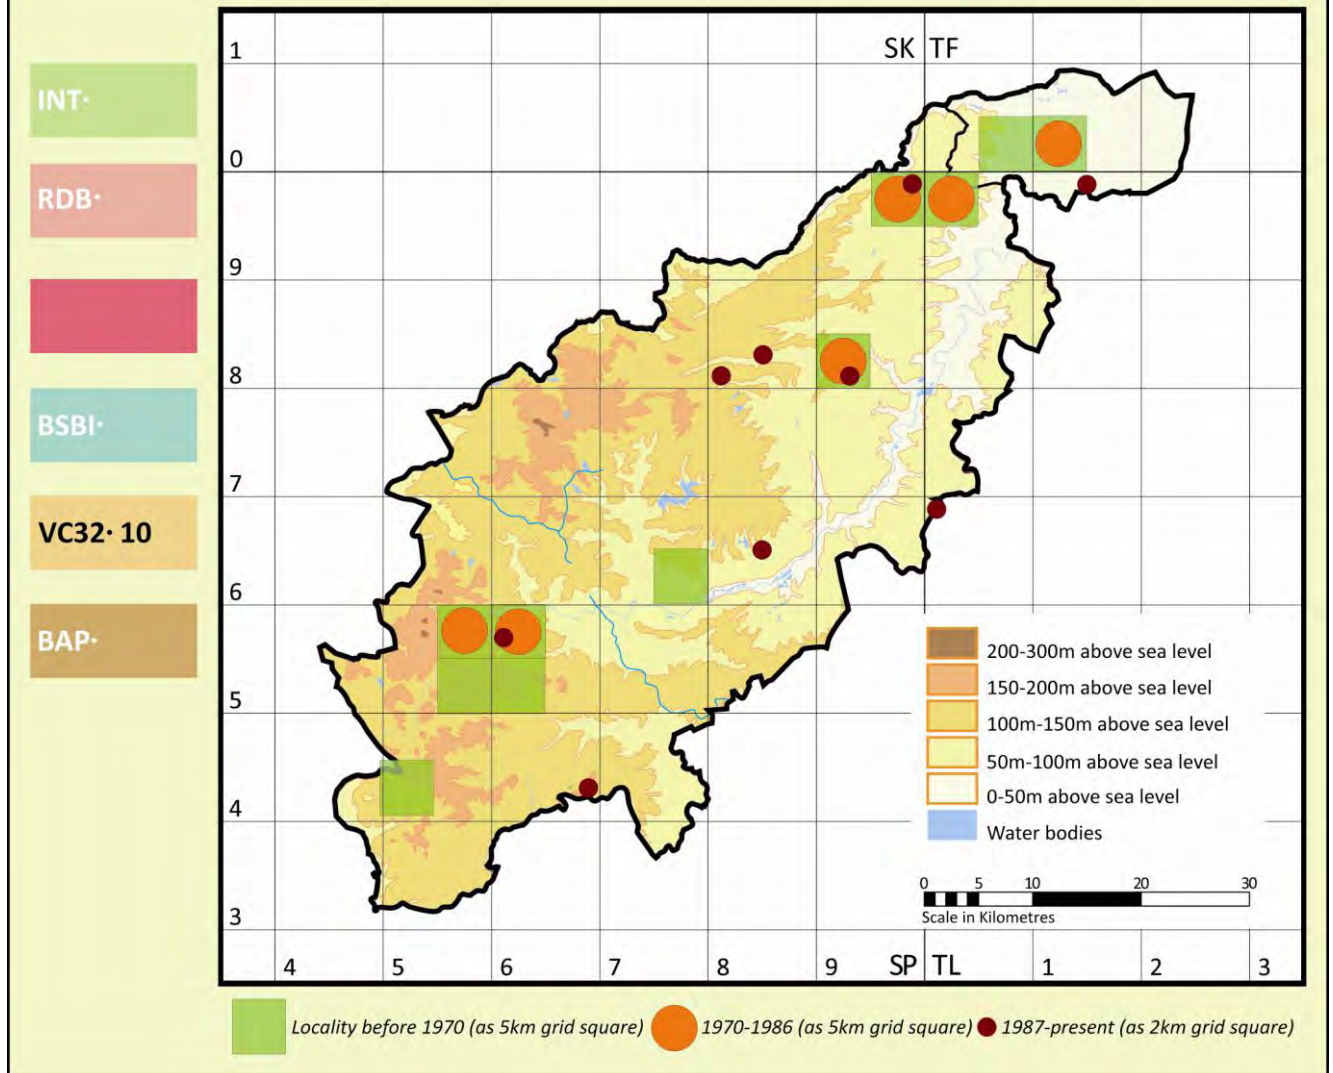 INT·
RDB·
BSBI·
VC32· 10
BAP·
SK TF
1
0
9
8
7
6
5
4
3
200-300m above sea level
150-200m above sea level
100m-150m above sea level
50m-100m above sea level
0-50m above sea level
Water bodies
0 5 10 20 30
Scale in Kilometres
4 5 6 7 8 9 SP TL 1 2 3
Locality before 1970 (as 5km grid square) 1970-1986 (as 5km grid square) 1987-present (as 2km grid square)